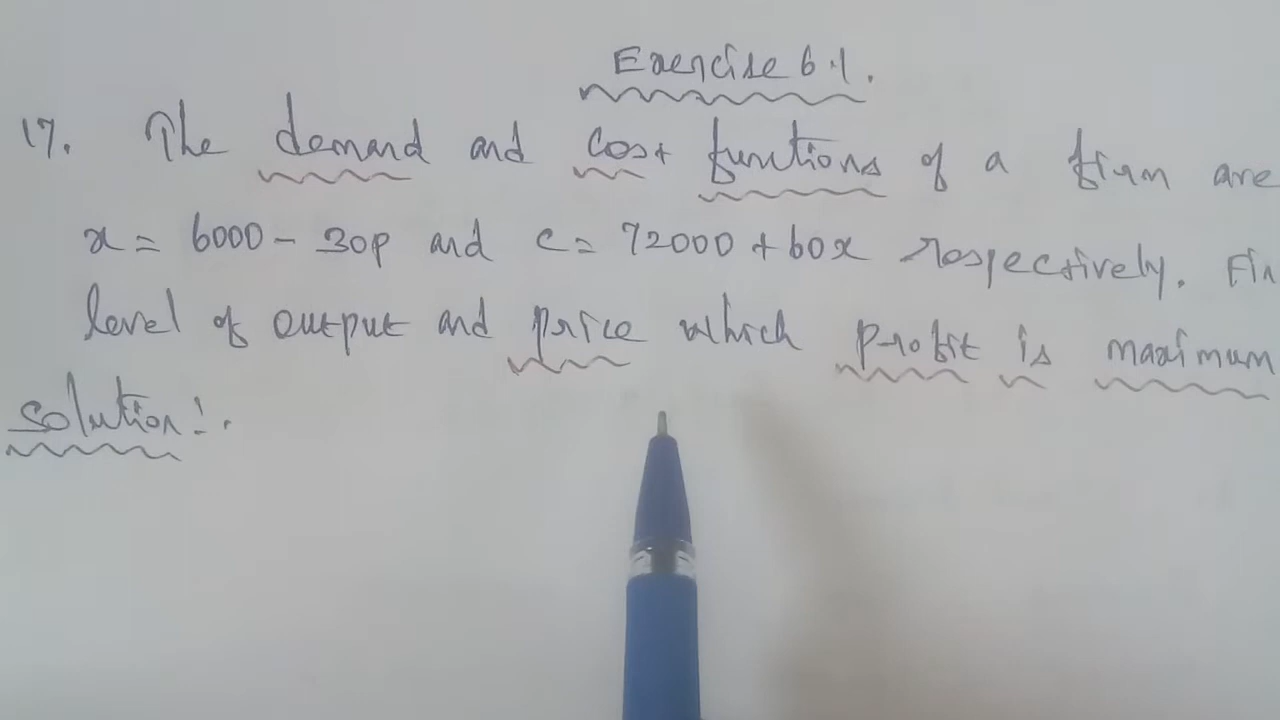 Exercise 6.1.
17. The demand and cost functions of a firm are
x = 6000 - 30p and c = 72000 + 60x respectively. Fin
level of output and price which profit is maximum
solution:.